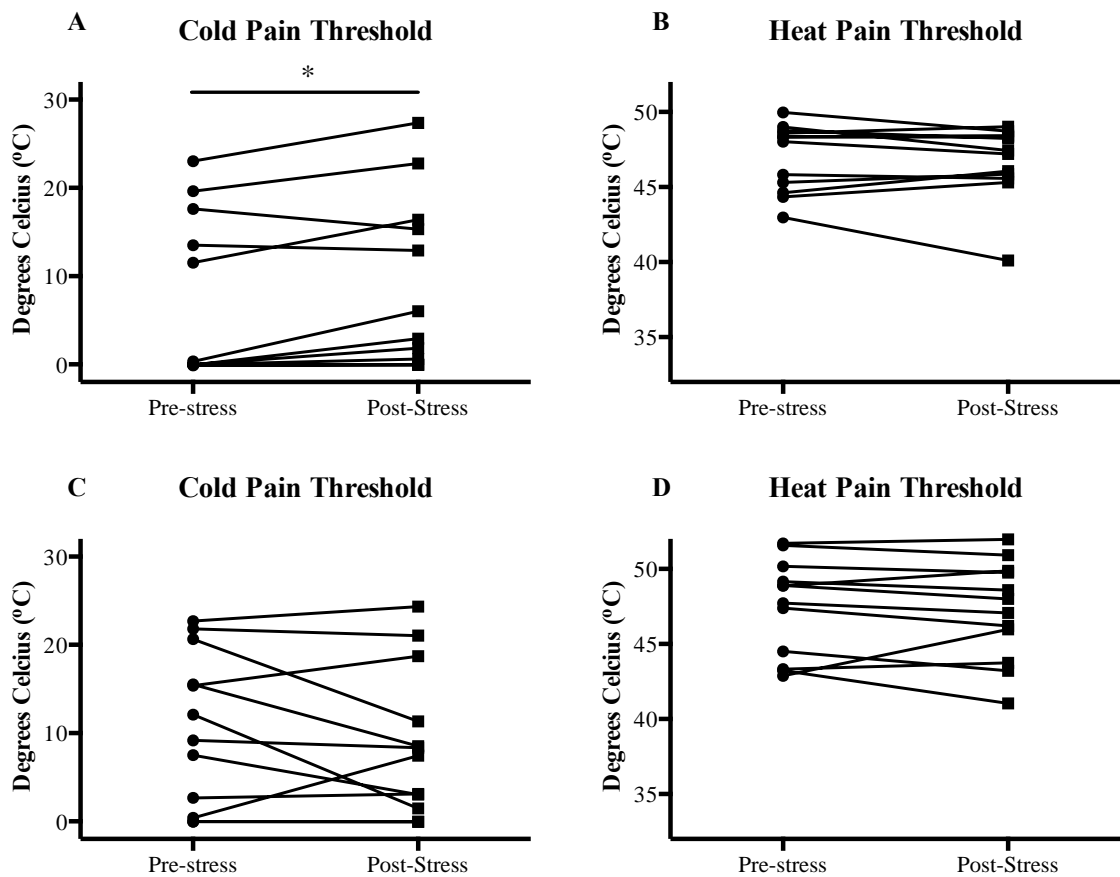 A
Cold Pain Threshold
*
Degrees Celcius (ºC)
30
20
10
0
Pre-stress
Post-Stress
B
Heat Pain Threshold
Degrees Celcius (ºC)
50
45
40
35
Pre-stress
Post-Stress
C
Cold Pain Threshold
Degrees Celcius (ºC)
30
20
10
0
Pre-stress
Post-Stress
D
Heat Pain Threshold
Degrees Celcius (ºC)
50
45
40
35
Pre-stress
Post-Stress